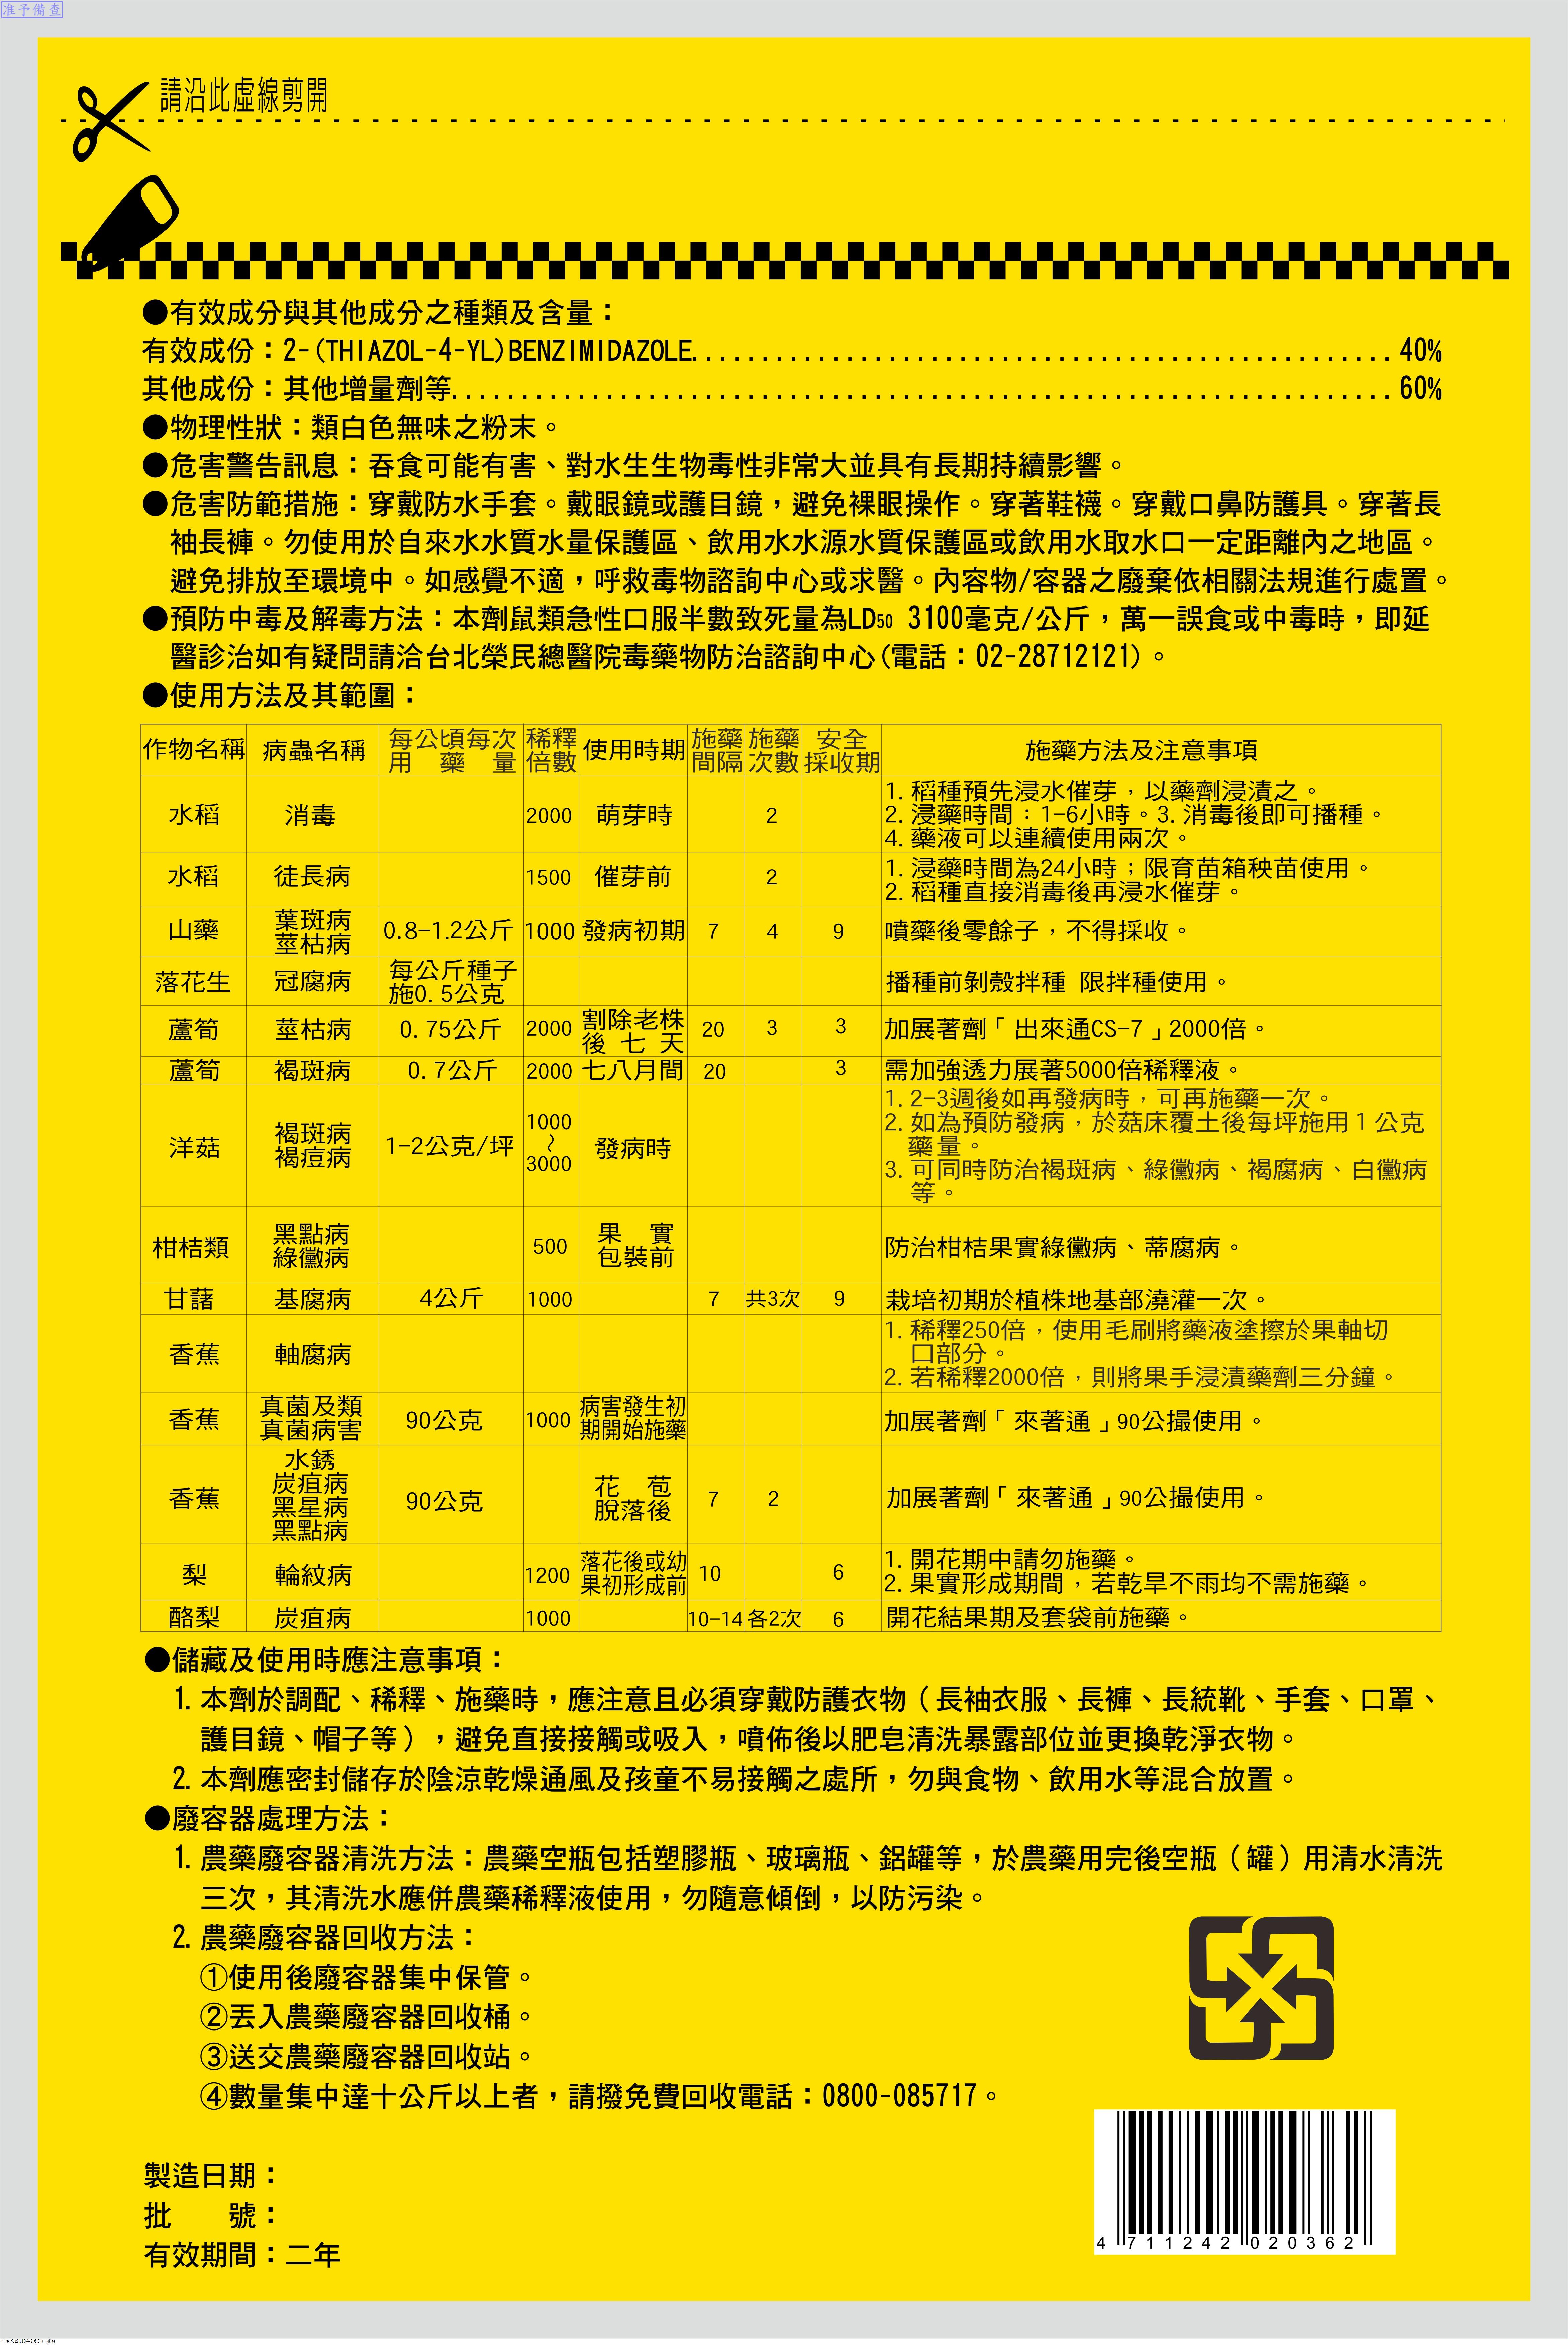 准予備查
請沿此虛線剪開
●有效成分與其他成分之種類及含量：
有效成份：2-(THIAZOL-4-YL)BENZIMIDAZOLE..................................................40%
其他成份：其他增量劑等...................................................................60%
●物理性狀：類白色無味之粉末。
●危害警告訊息：吞食可能有害、對水生生物毒性非常大並具有長期持續影響。
●危害防範措施：穿戴防水手套。戴眼鏡或護目鏡，避免裸眼操作。穿著鞋襪。穿戴口鼻防護具。穿著長
袖長褲。勿使用於自來水水質水量保護區、飲用水水源水質保護區或飲用水取水口一定距離內之地區。
避免排放至環境中。如感覺不適，呼救毒物諮詢中心或求醫。內容物/容器之廢棄依相關法規進行處置。
●預防中毒及解毒方法：本劑鼠類急性口服半數致死量為LD50 3100毫克/公斤，萬一誤食或中毒時，即延
醫診治如有疑問請洽台北榮民總醫院毒藥物防治諮詢中心(電話：02-28712121)。
●使用方法及其範圍：
作物名稱 病蟲名稱 每公頃每次用藥量 稀釋倍數 使用時期 施藥間隔 施藥次數 安全採收期 施藥方法及注意事項
水稻 消毒 2000 萌芽時 2 1. 稻種預先浸水催芽，以藥劑浸漬之。
2. 浸藥時間：1-6小時。3. 消毒後即可播種。
4. 藥液可以連續使用兩次。
水稻 徒長病 1500 催芽前 2 1. 浸藥時間為24小時；限育苗箱秧苗使用。
2. 稻種直接消毒後再浸水催芽。
山藥 葉斑病 莖枯病 0.8-1.2公斤 1000 發病初期 7 4 9 噴藥後零餘子，不得採收。
落花生 冠腐病 每公斤種子施0.5公克 播種前剝殼拌種 限拌種使用。
蘆筍 莖枯病 0.75公斤 2000 割除老株後七天 20 3 3 加展著劑「出來通CS-7」2000倍。
蘆筍 褐斑病 0.7公斤 2000 七八月間 20 3 需加強透力展著5000倍稀釋液。
洋菇 褐斑病 褐痘病 1-2公克/坪 1000~3000 發病時 1. 2-3週後如再發病時，可再施藥一次。
2. 如為預防發病，於菇床覆土後每坪施用1公克
藥量。
3. 可同時防治褐斑病、綠黴病、褐腐病、白黴病
等。
柑桔類 黑點病 綠黴病 500 果實包裝前 防治柑桔果實綠黴病、蒂腐病。
甘藷 基腐病 4公斤 1000 7 共3次 9 栽培初期於植株地基部澆灌一次。
香蕉 軸腐病 1. 稀釋250倍，使用毛刷將藥液塗擦於果軸切
口部分。
2. 若稀釋2000倍，則將果手浸漬藥劑三分鐘。
香蕉 真菌及類真菌病害 90公克 1000 病害發生初期開始施藥 加展著劑「來著通」90公撮使用。
香蕉 水銹 炭疽病 黑星病 黑點病 90公克 花苞脫落後 7 2 加展著劑「來著通」90公撮使用。
梨 輪紋病 1200 落花後或幼果初形成前 10 6 1. 開花期中請勿施藥。
2. 果實形成期間，若乾旱不雨均不需施藥。
酪梨 炭疽病 1000 10-14 各2次 6 開花結果期及套袋前施藥。
●儲藏及使用時應注意事項：
1. 本劑於調配、稀釋、施藥時，應注意且必須穿戴防護衣物（長袖衣服、長褲、長統靴、手套、口罩、
護目鏡、帽子等），避免直接接觸或吸入，噴佈後以肥皂清洗暴露部位並更換乾淨衣物。
2. 本劑應密封儲存於陰涼乾燥通風及孩童不易接觸之處所，勿與食物、飲用水等混合放置。
●廢容器處理方法：
1. 農藥廢容器清洗方法：農藥空瓶包括塑膠瓶、玻璃瓶、鋁罐等，於農藥用完後空瓶（罐）用清水清洗
三次，其清洗水應併農藥稀釋液使用，勿隨意傾倒，以防污染。
2. 農藥廢容器回收方法：
①使用後廢容器集中保管。
②丟入農藥廢容器回收桶。
③送交農藥廢容器回收站。
④數量集中達十公斤以上者，請撥免費回收電話：0800-085717。
製造日期：
批　　號：
有效期間：二年
4 711242 020362